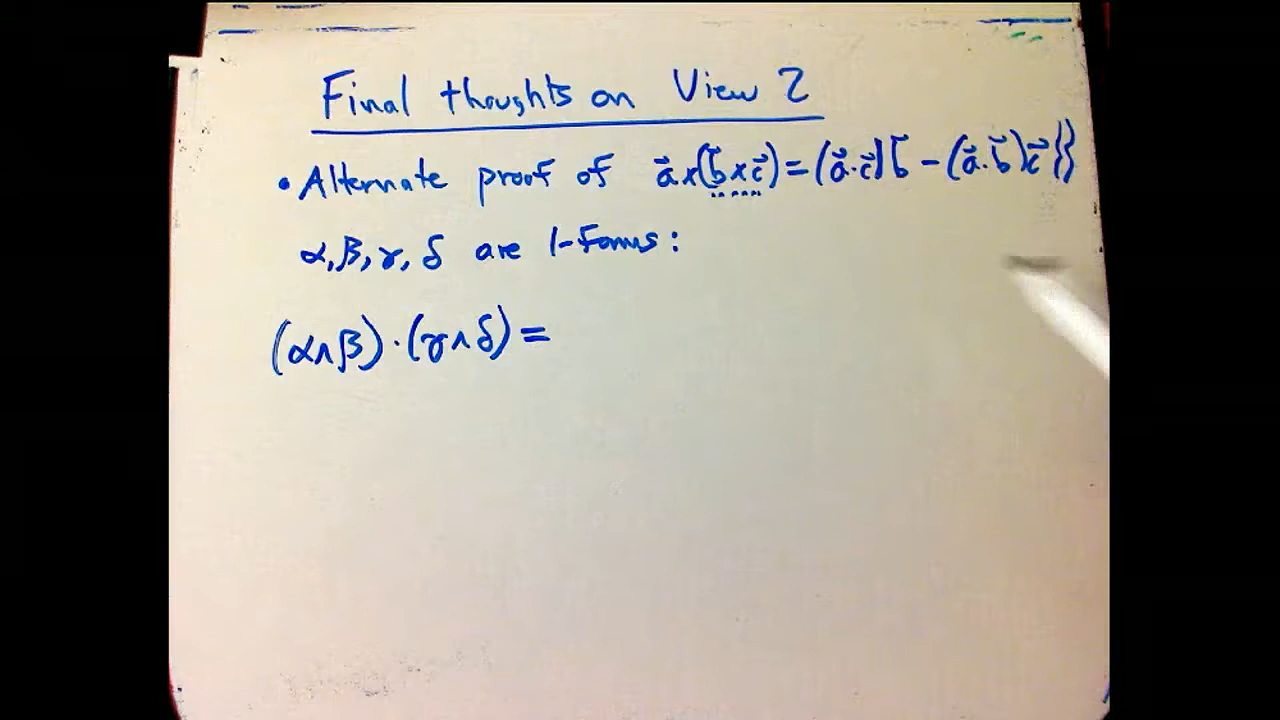 Final thoughts on View 2
• Alternate proof of a⃗×(b⃗×c⃗)=(a⃗·c⃗)b⃗-(a⃗·b⃗)c⃗ }}
α,β,γ,δ are 1-forms:
(α∧β)·(γ∧δ)=